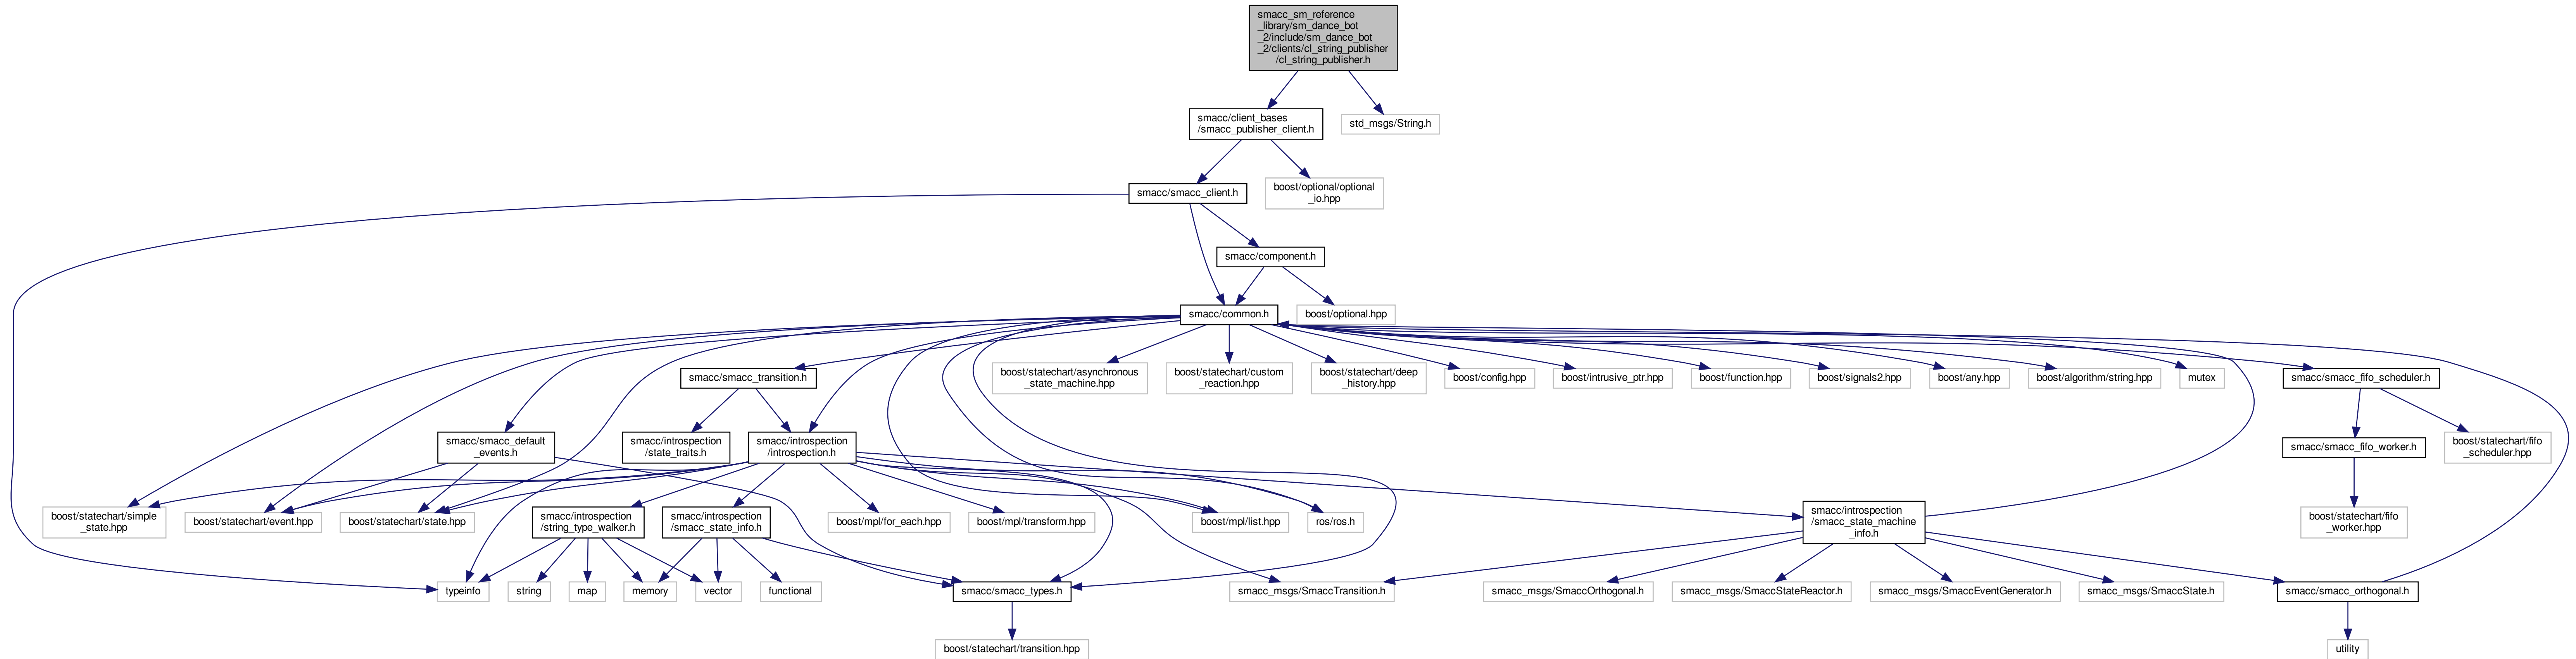 smacc_sm_reference
_library/sm_dance_bot
_2/include/sm_dance_bot
_2/clients/cl_string_publisher
/cl_string_publisher.h
smacc/client_bases
/smacc_publisher_client.h
std_msgs/String.h
smacc/smacc_client.h
boost/optional/optional
_io.hpp
smacc/component.h
smacc/common.h
boost/optional.hpp
smacc/smacc_transition.h
boost/statechart/asynchronous
_state_machine.hpp
boost/statechart/custom
_reaction.hpp
boost/statechart/deep
_history.hpp
boost/config.hpp
boost/intrusive_ptr.hpp
boost/function.hpp
boost/signals2.hpp
boost/any.hpp
boost/algorithm/string.hpp
mutex
smacc/smacc_fifo_scheduler.h
smacc/smacc_default
_events.h
smacc/introspection
/state_traits.h
smacc/introspection
/introspection.h
smacc/smacc_fifo_worker.h
boost/statechart/fifo
_scheduler.hpp
boost/statechart/simple
_state.hpp
boost/statechart/event.hpp
boost/statechart/state.hpp
smacc/introspection
/string_type_walker.h
smacc/introspection
/smacc_state_info.h
boost/mpl/for_each.hpp
boost/mpl/transform.hpp
boost/mpl/list.hpp
ros/ros.h
smacc/introspection
/smacc_state_machine
_info.h
boost/statechart/fifo
_worker.hpp
typeinfo
string
map
memory
vector
functional
smacc/smacc_types.h
smacc_msgs/SmaccTransition.h
smacc_msgs/SmaccOrthogonal.h
smacc_msgs/SmaccStateReactor.h
smacc_msgs/SmaccEventGenerator.h
smacc_msgs/SmaccState.h
smacc/smacc_orthogonal.h
boost/statechart/transition.hpp
utility